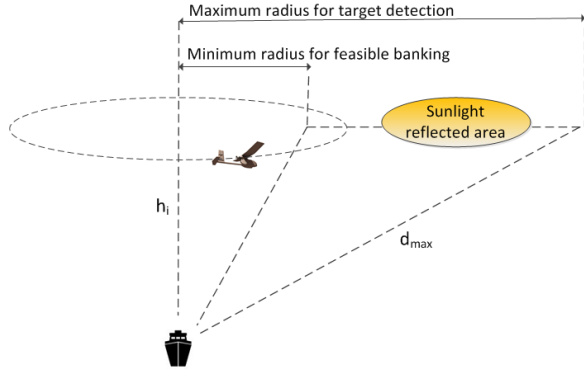 Maximum radius for target detection
Minimum radius for feasible banking
Sunlight
reflected area
hi
dmax